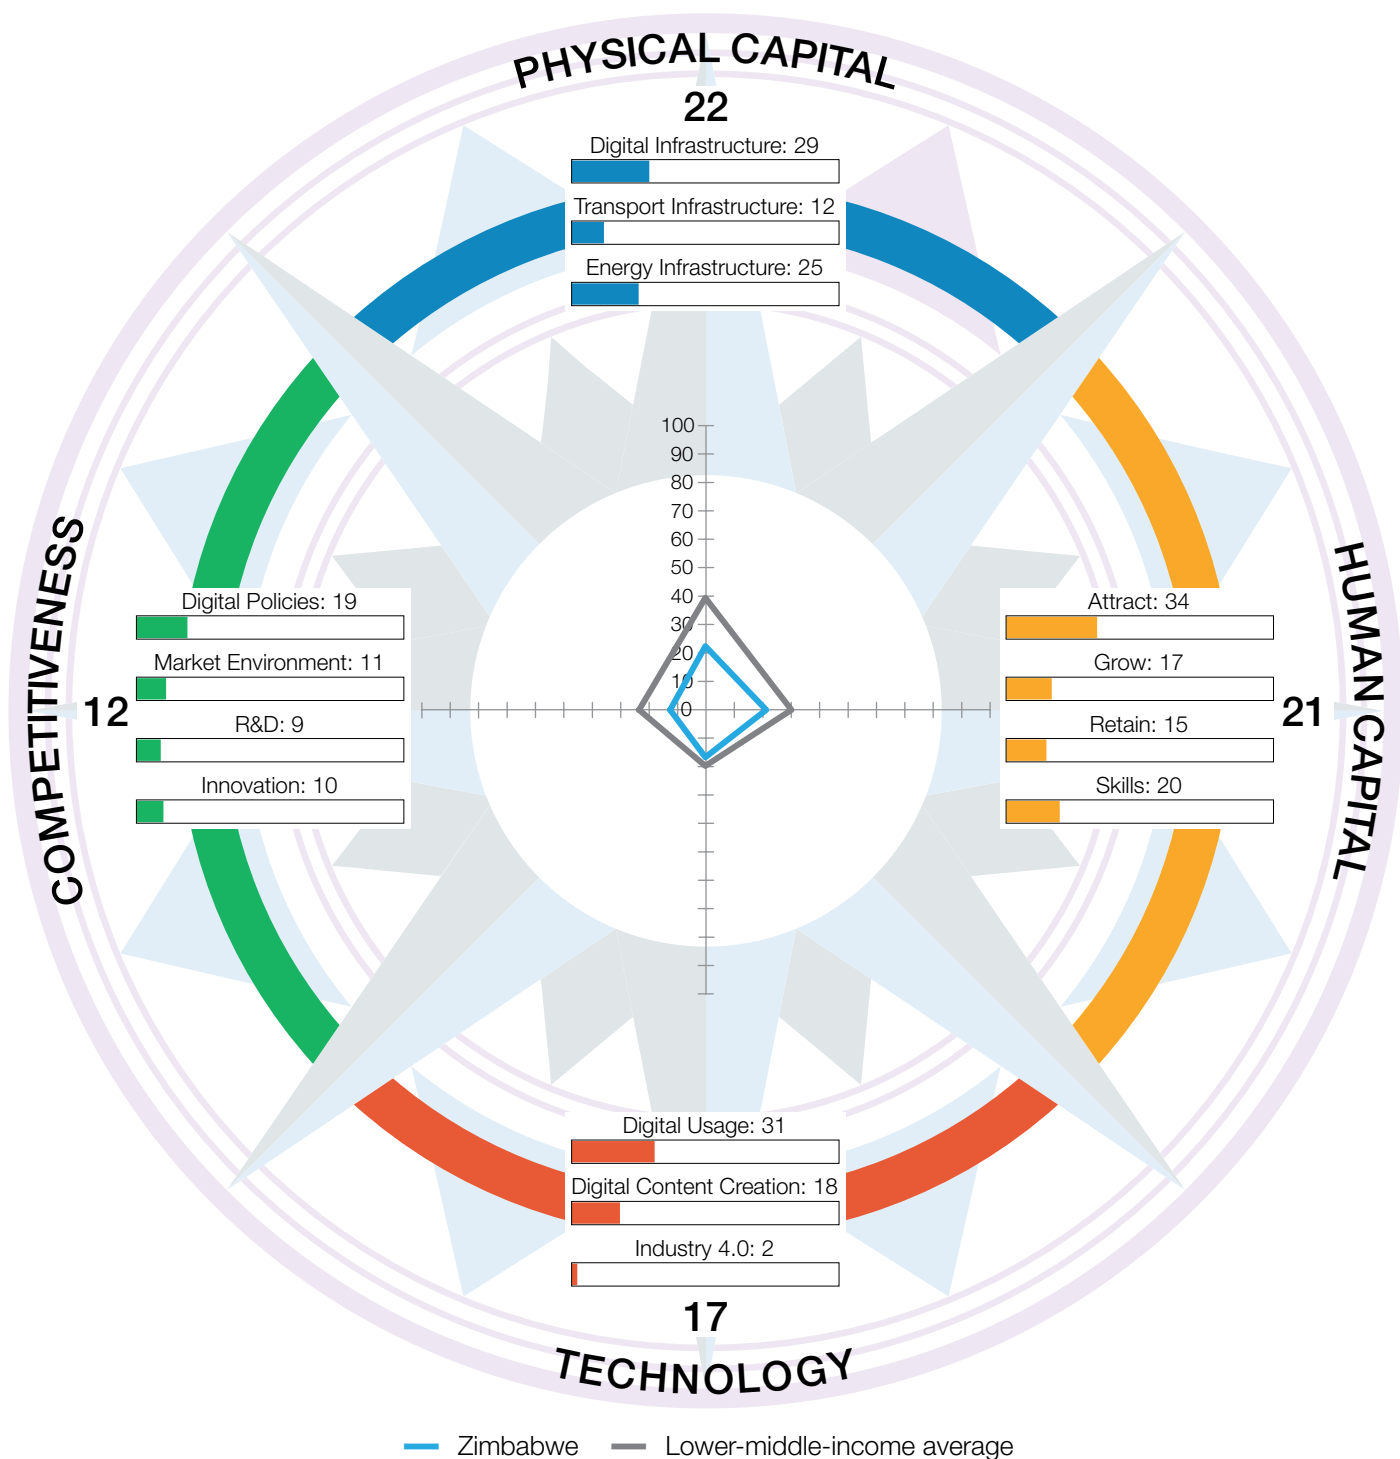 PHYSICAL CAPITAL
22
Digital Infrastructure: 29
Transport Infrastructure: 12
Energy Infrastructure: 25
100
90
80
70
60
50
40
30
20
10
0
COMPETITIVENESS
12
Digital Policies: 19
Market Environment: 11
R&D: 9
Innovation: 10
HUMAN CAPITAL
21
Attract: 34
Grow: 17
Retain: 15
Skills: 20
Digital Usage: 31
Digital Content Creation: 18
Industry 4.0: 2
17
TECHNOLOGY
Zimbabwe
Lower-middle-income average